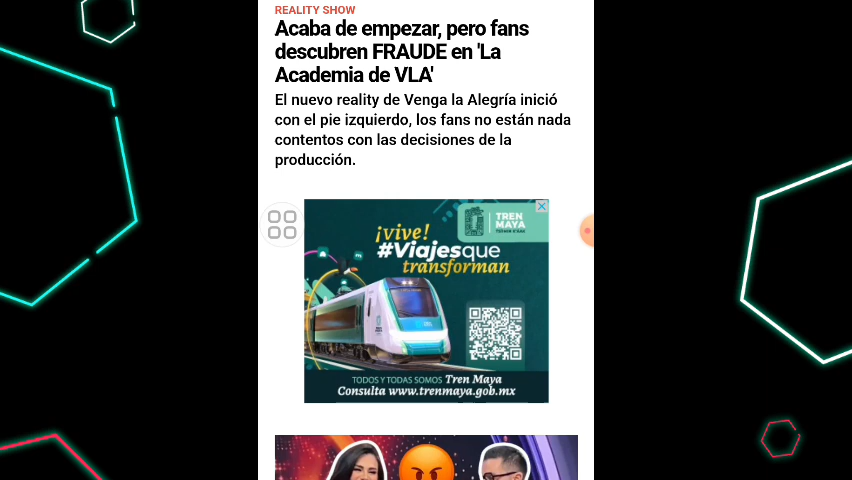 REALITY SHOW
Acaba de empezar, pero fans
descubren FRAUDE en 'La
Academia de VLA'
El nuevo reality de Venga la Alegría inició
con el pie izquierdo, los fans no están nada
contentos con las decisiones de la
producción.
TREN
MAYA
¡vive!
#Viajesque
transforman
TODOS Y TODAS SOMOS Tren Maya
Consulta www.trenmaya.gob.mx